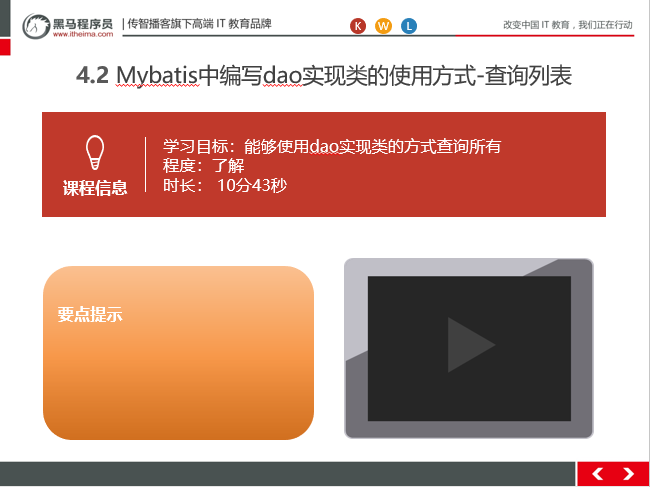 黑马程序员
www.itheima.com
传智播客旗下高端 IT 教育品牌
K W L
改变中国 IT 教育，我们正在行动
4.2 Mybatis中编写dao实现类的使用方式-查询列表
课程信息
学习目标：能够使用dao实现类的方式查询所有
程度：了解
时长： 10分43秒
要点提示